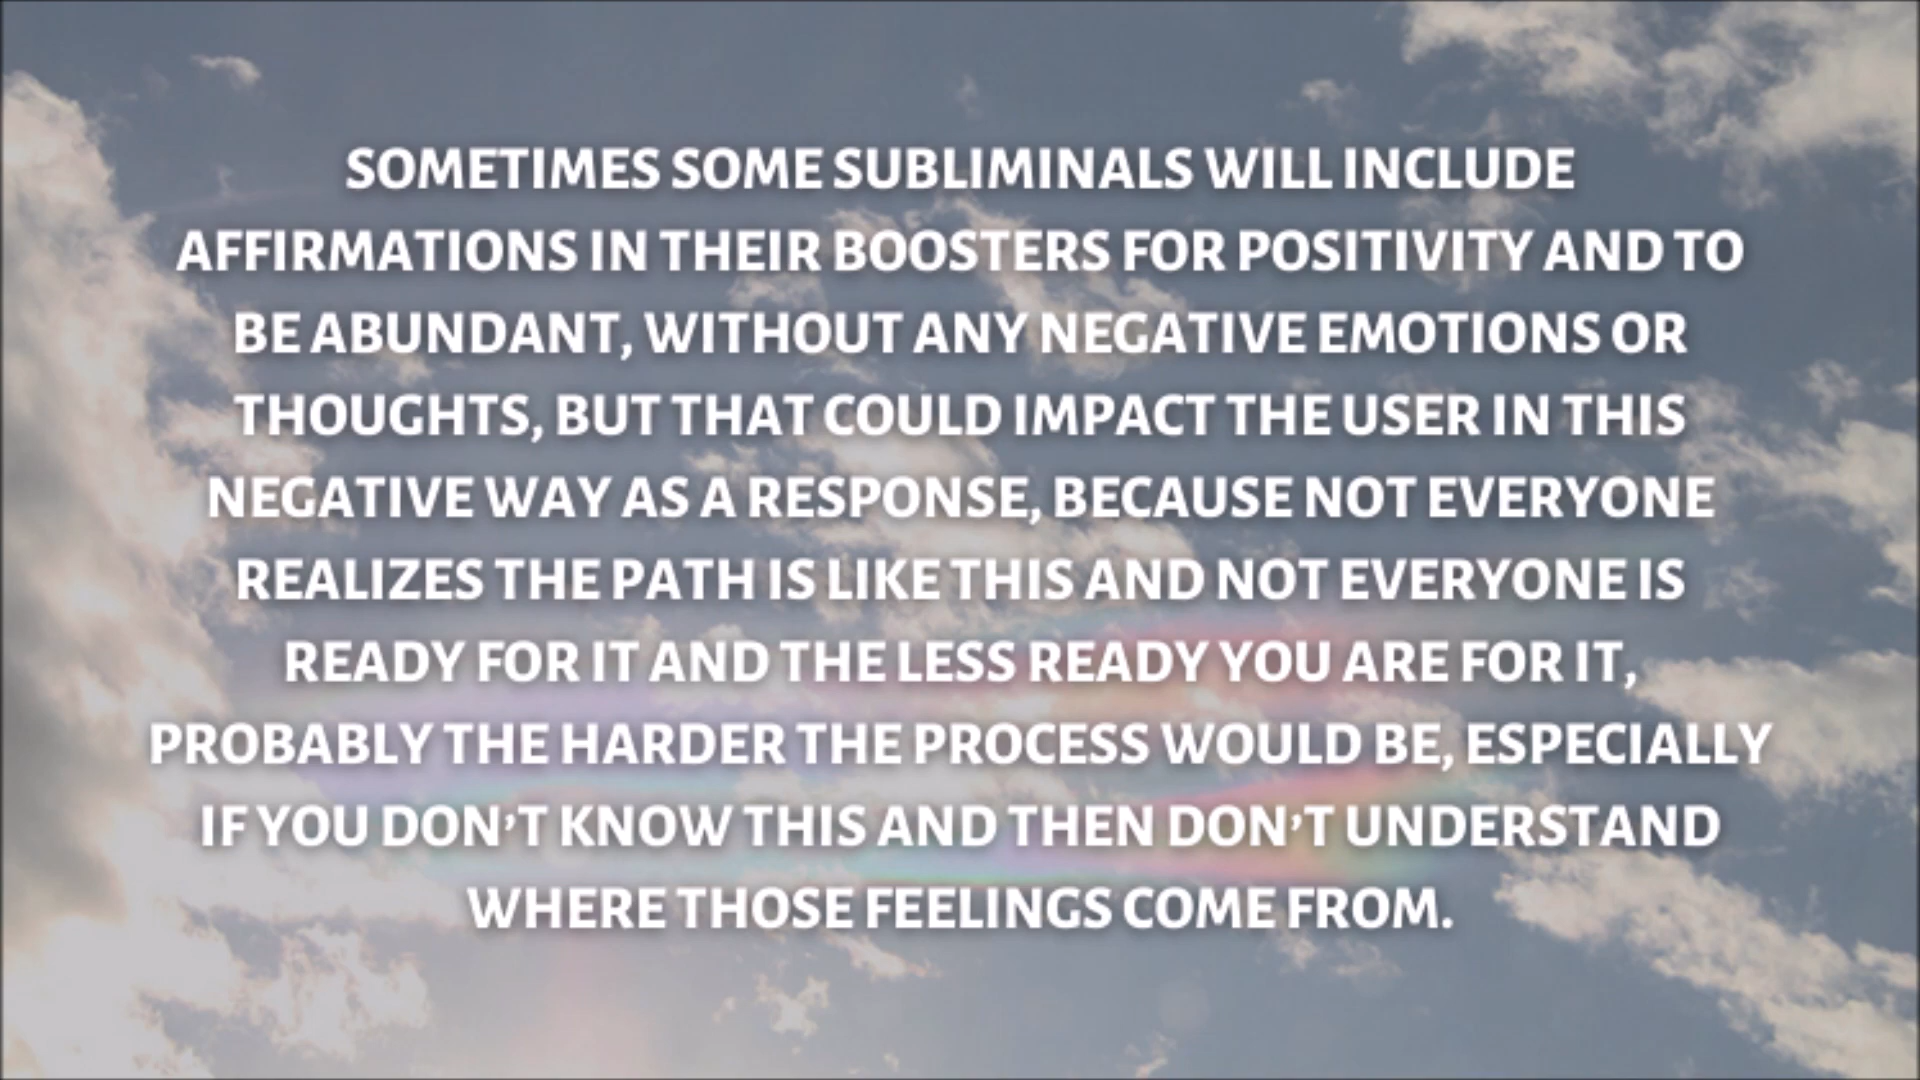 SOMETIMES SOME SUBLIMINALS WILL INCLUDE
AFFIRMATIONS IN THEIR BOOSTERS FOR POSITIVITY AND TO
BE ABUNDANT, WITHOUT ANY NEGATIVE EMOTIONS OR
THOUGHTS, BUT THAT COULD IMPACT THE USER IN THIS
NEGATIVE WAY AS A RESPONSE, BECAUSE NOT EVERYONE
REALIZES THE PATH IS LIKE THIS AND NOT EVERYONE IS
READY FOR IT AND THE LESS READY YOU ARE FOR IT,
PROBABLY THE HARDER THE PROCESS WOULD BE, ESPECIALLY
IF YOU DON’T KNOW THIS AND THEN DON’T UNDERSTAND
WHERE THOSE FEELINGS COME FROM.